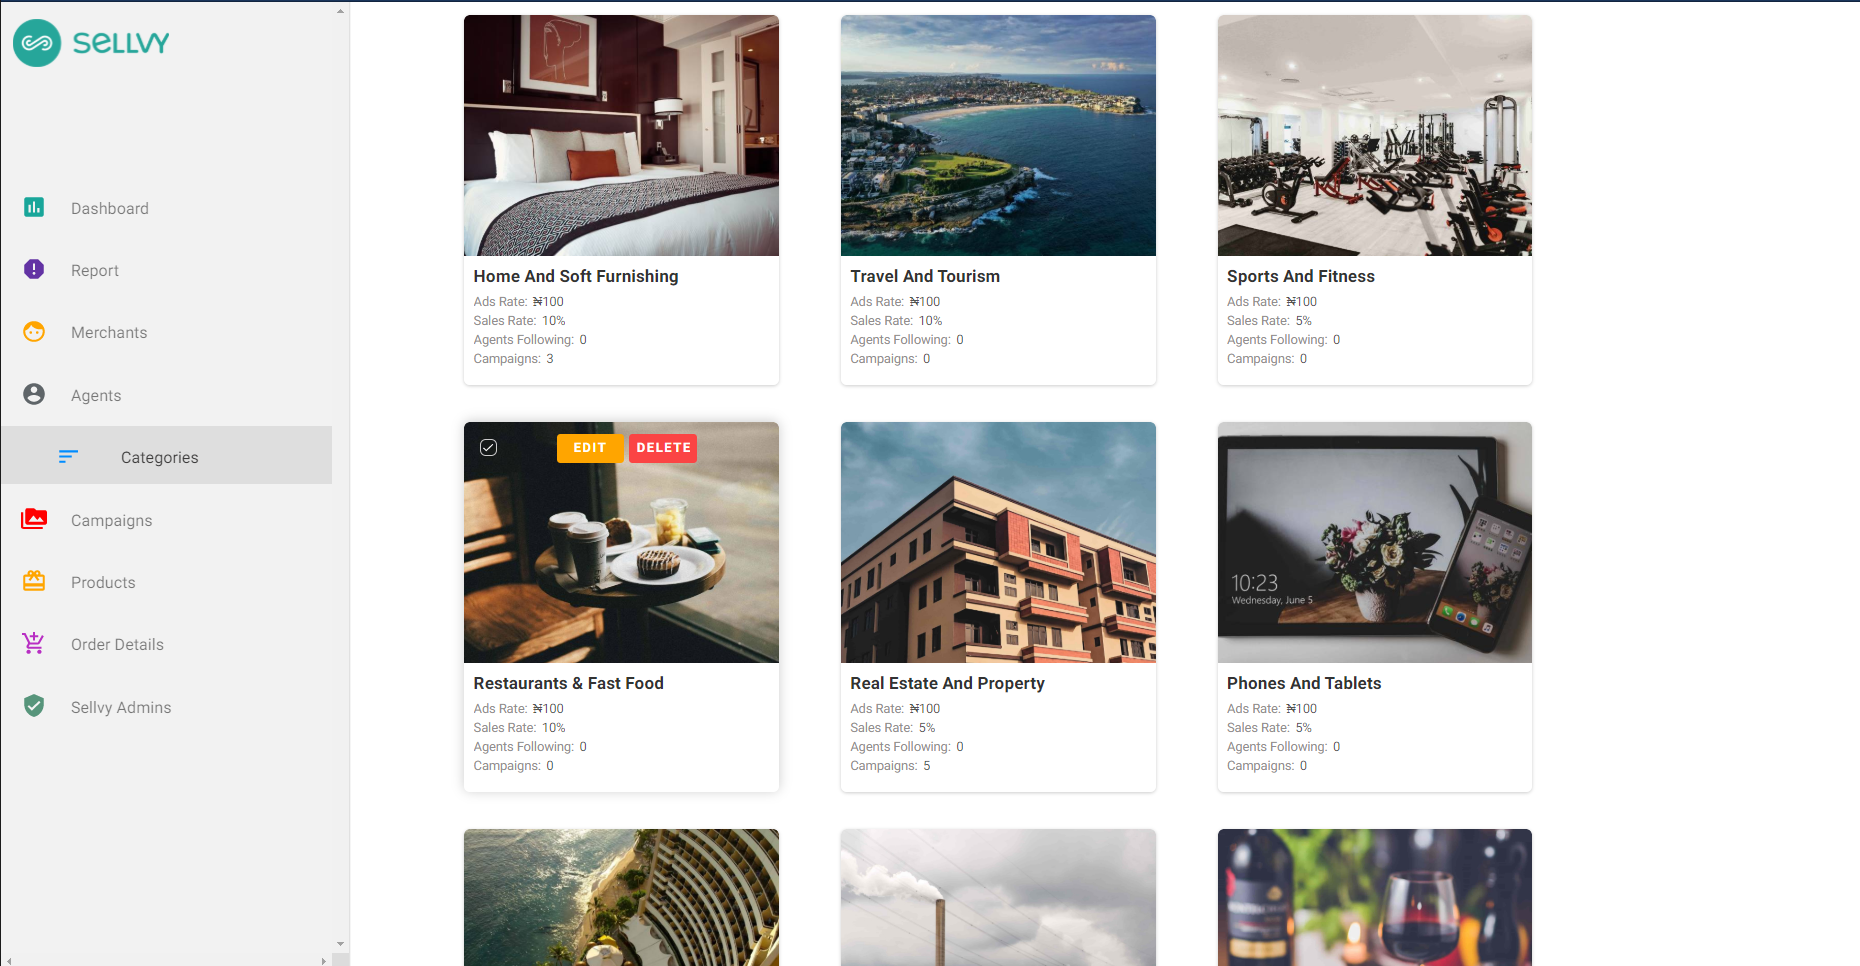 SELLVY
Dashboard
Report
Merchants
Agents
Categories
Campaigns
Products
Order Details
Sellvy Admins
Home And Soft Furnishing
Ads Rate: ₦100
Sales Rate: 10%
Agents Following: 0
Campaigns: 3
Travel And Tourism
Ads Rate: ₦100
Sales Rate: 10%
Agents Following: 0
Campaigns: 0
Sports And Fitness
Ads Rate: ₦100
Sales Rate: 5%
Agents Following: 0
Campaigns: 0
EDIT DELETE
Restaurants & Fast Food
Ads Rate: ₦100
Sales Rate: 10%
Agents Following: 0
Campaigns: 0
Real Estate And Property
Ads Rate: ₦100
Sales Rate: 5%
Agents Following: 0
Campaigns: 5
10:23
Wednesday, June 5
Phones And Tablets
Ads Rate: ₦100
Sales Rate: 5%
Agents Following: 0
Campaigns: 0